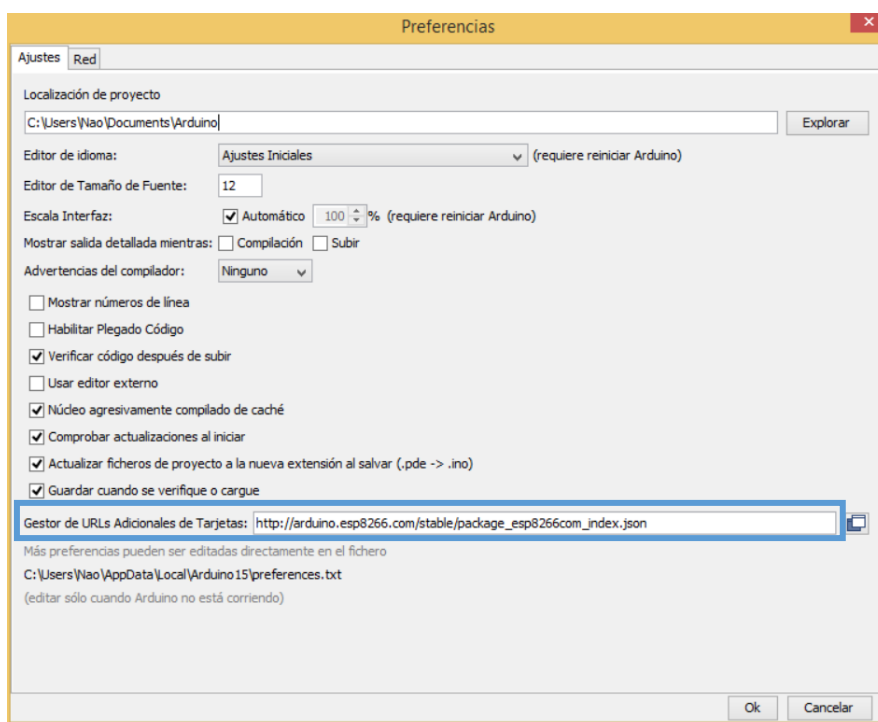 Preferencias
Ajustes Red
Localización de proyecto
C:\Users\Nao\Documents\Arduino Explorar
Editor de idioma: Ajustes Iniciales (requiere reiniciar Arduino)
Editor de Tamaño de Fuente: 12
Escala Interfaz: Automático 100 % (requiere reiniciar Arduino)
Mostrar salida detallada mientras: Compilación Subir
Advertencias del compilador: Ninguno
Mostrar números de línea
Habilitar Plegado Código
Verificar código después de subir
Usar editor externo
Núcleo agresivamente compilado de caché
Comprobar actualizaciones al iniciar
Actualizar ficheros de proyecto a la nueva extensión al salvar (.pde -> .ino)
Guardar cuando se verifique o cargue
Gestor de URLs Adicionales de Tarjetas: http://arduino.esp8266.com/stable/package_esp8266com_index.json
Más preferencias pueden ser editadas directamente en el fichero
C:\Users\Nao\AppData\Local\Arduino15\preferences.txt
(editar sólo cuando Arduino no está corriendo)
Ok Cancelar